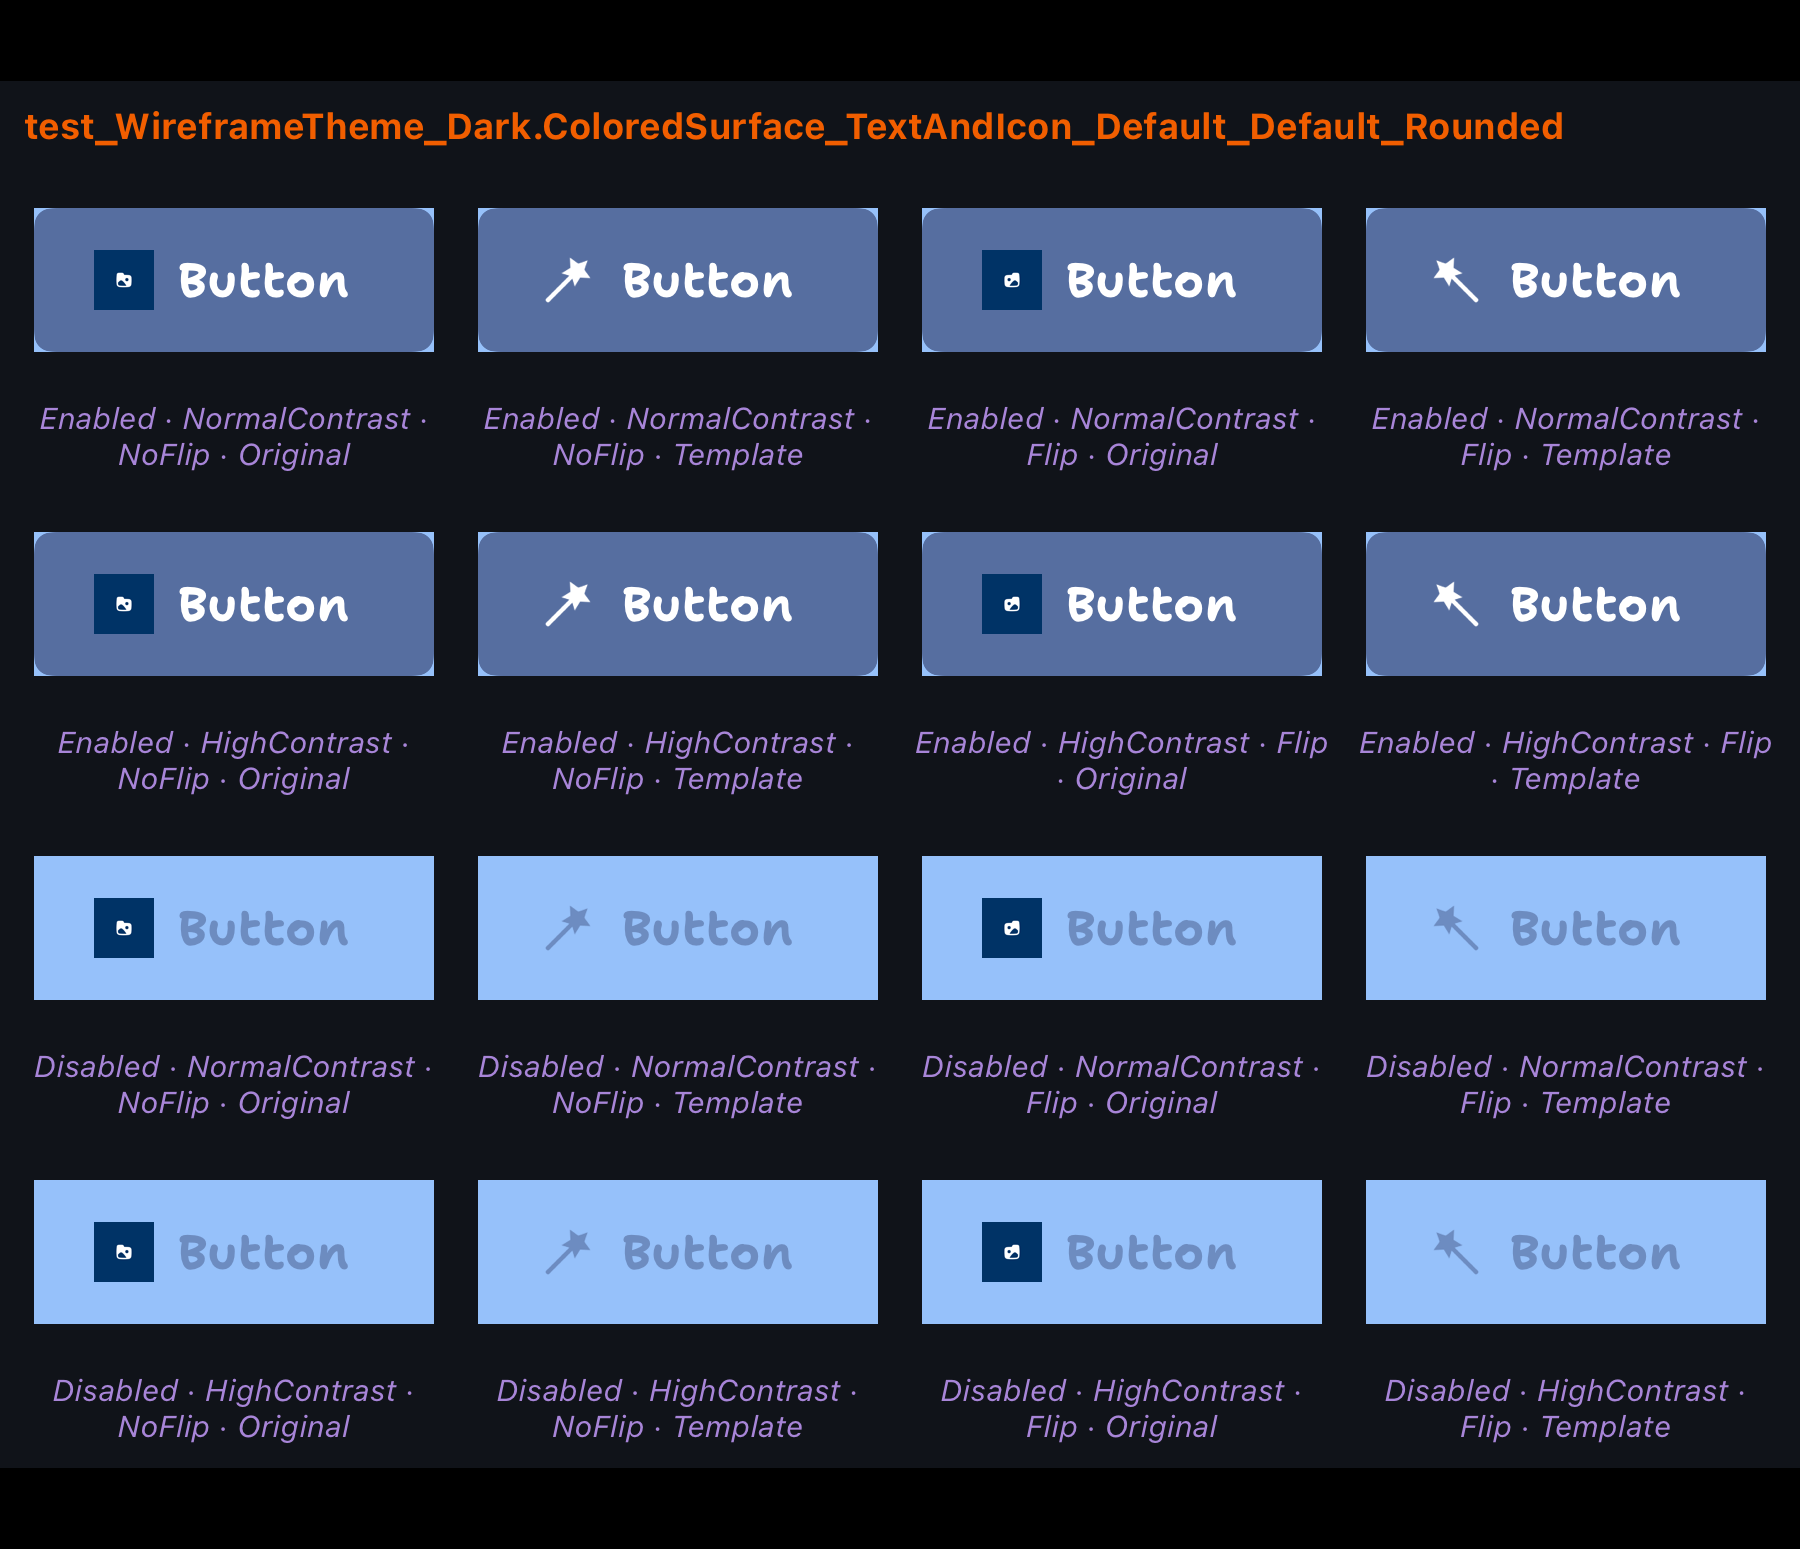 test_WireframeTheme_Dark.ColoredSurface_TextAndIcon_Default_Default_Rounded
Button Button Button Button
Enabled · NormalContrast · Enabled · NormalContrast · Enabled · NormalContrast · Enabled · NormalContrast ·
NoFlip · Original NoFlip · Template Flip · Original Flip · Template
Button Button Button Button
Enabled · HighContrast · Enabled · HighContrast · Enabled · HighContrast · Flip Enabled · HighContrast · Flip
NoFlip · Original NoFlip · Template · Original · Template
Button Button Button Button
Disabled · NormalContrast · Disabled · NormalContrast · Disabled · NormalContrast · Disabled · NormalContrast ·
NoFlip · Original NoFlip · Template Flip · Original Flip · Template
Button Button Button Button
Disabled · HighContrast · Disabled · HighContrast · Disabled · HighContrast · Disabled · HighContrast ·
NoFlip · Original NoFlip · Template Flip · Original Flip · Template